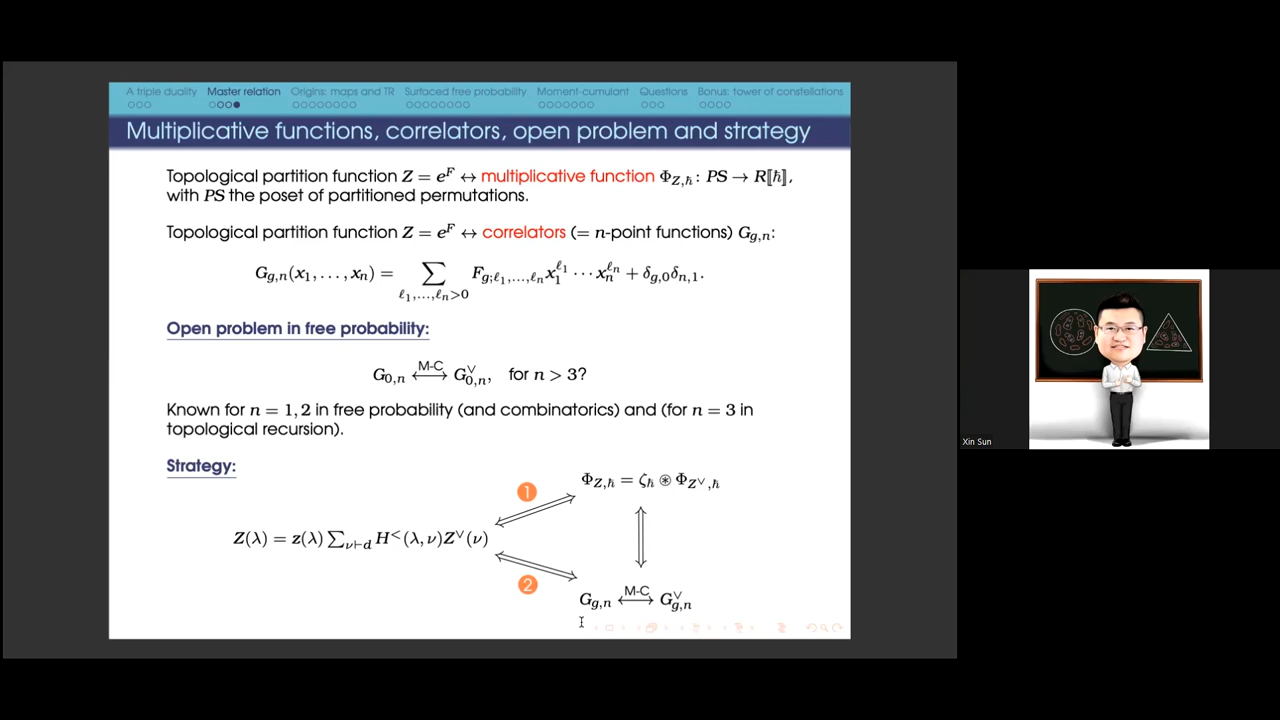 A triple duality Master relation Origins: maps and TR Surfaced free probability Moment-cumulant Questions Bonus: tower of constellations
Multiplicative functions, correlators, open problem and strategy
Topological partition function Z = e^F ↔ multiplicative function Φ_{Z,ħ} : PS → R⟦ħ⟧,
with PS the poset of partitioned permutations.
Topological partition function Z = e^F ↔ correlators (= n-point functions) G_{g,n}:
G_{g,n}(x_1, . . . , x_n) = ∑_{ℓ_1,...,ℓ_n>0} F_{g;ℓ_1,...,ℓ_n} x_1^{ℓ_1} · · · x_n^{ℓ_n} + δ_{g,0}δ_{n,1}.
Open problem in free probability:
G_{0,n} ⟷^{M-C} G^∨_{0,n}, for n > 3?
Known for n = 1, 2 in free probability (and combinatorics) and (for n = 3 in
topological recursion).
Strategy:
Φ_{Z,ħ} = ζ_ħ ⊛ Φ_{Z^∨,ħ}
1
Z(λ) = z(λ) ∑_{ν⊢d} H^<(λ, ν)Z^∨(ν)
2
G_{g,n} ⟷^{M-C} G^∨_{g,n}
Xin Sun